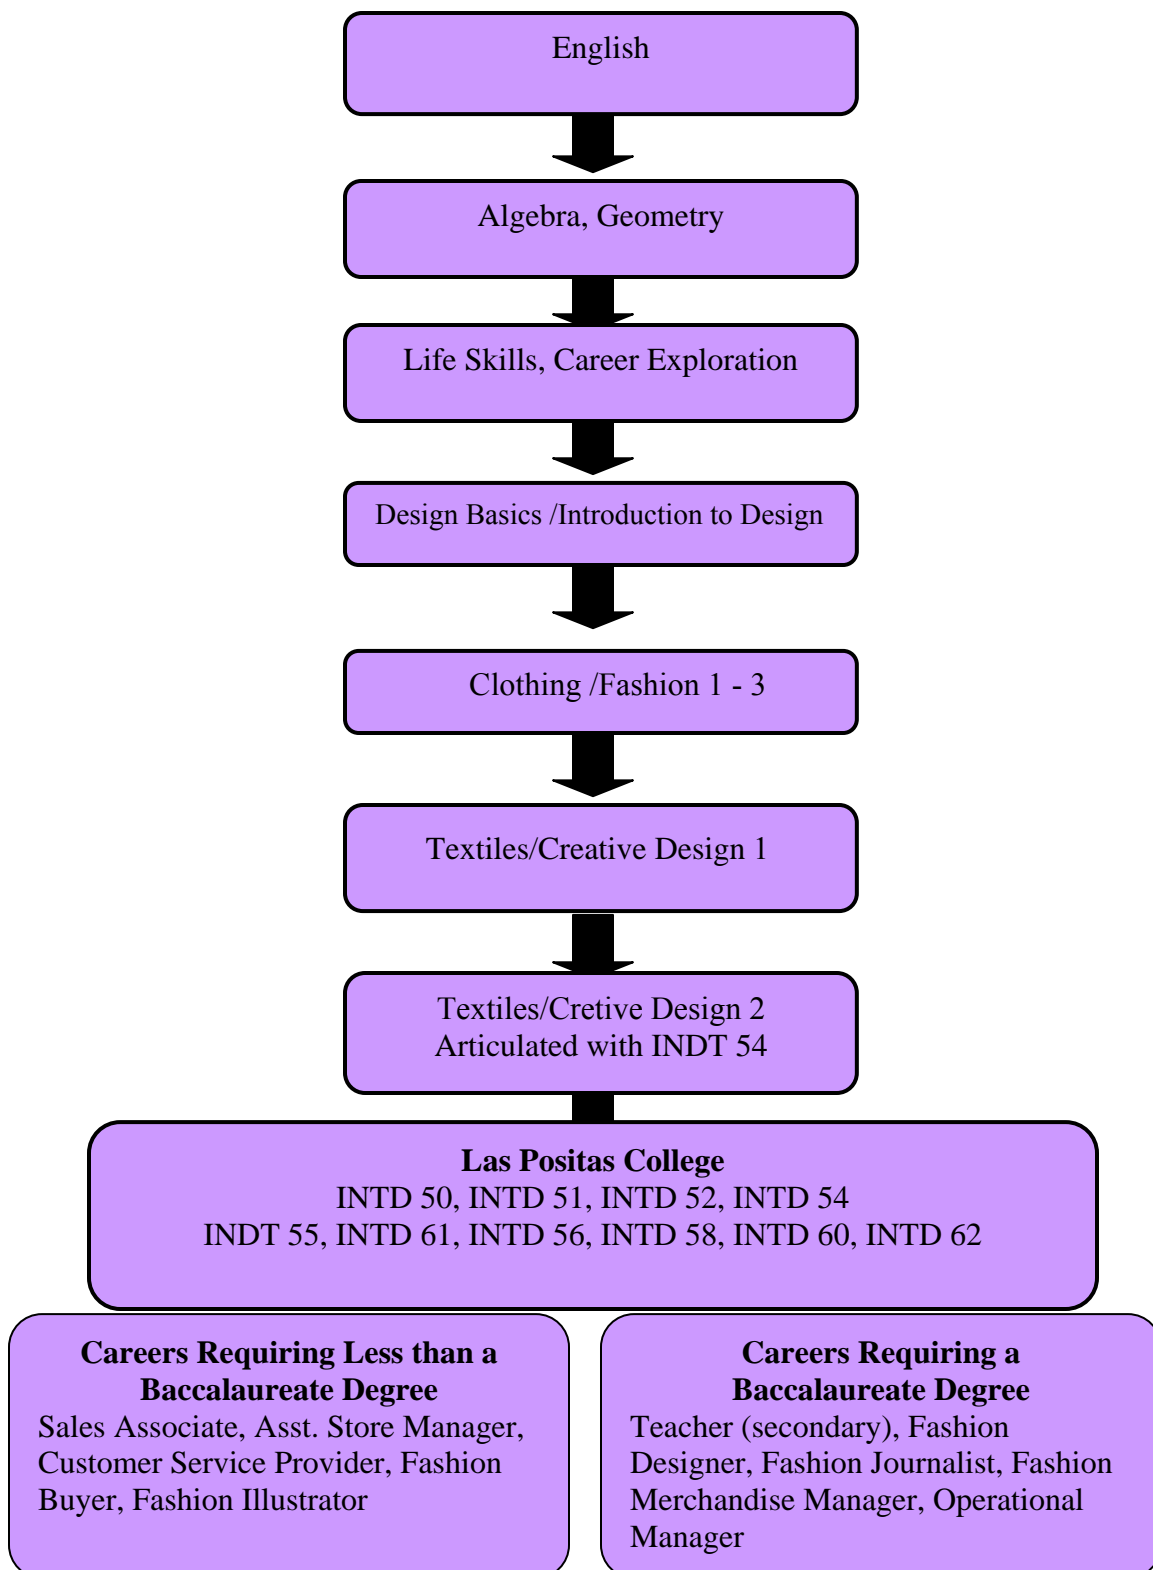 English
Algebra, Geometry
Life Skills, Career Exploration
Design Basics /Introduction to Design
Clothing /Fashion 1 - 3
Textiles/Creative Design 1
Textiles/Cretive Design 2
Articulated with INDT 54
Las Positas College
INTD 50, INTD 51, INTD 52, INTD 54
INDT 55, INTD 61, INTD 56, INTD 58, INTD 60, INTD 62
Careers Requiring Less than a
Baccalaureate Degree
Sales Associate, Asst. Store Manager,
Customer Service Provider, Fashion
Buyer, Fashion Illustrator
Careers Requiring a
Baccalaureate Degree
Teacher (secondary), Fashion
Designer, Fashion Journalist, Fashion
Merchandise Manager, Operational
Manager